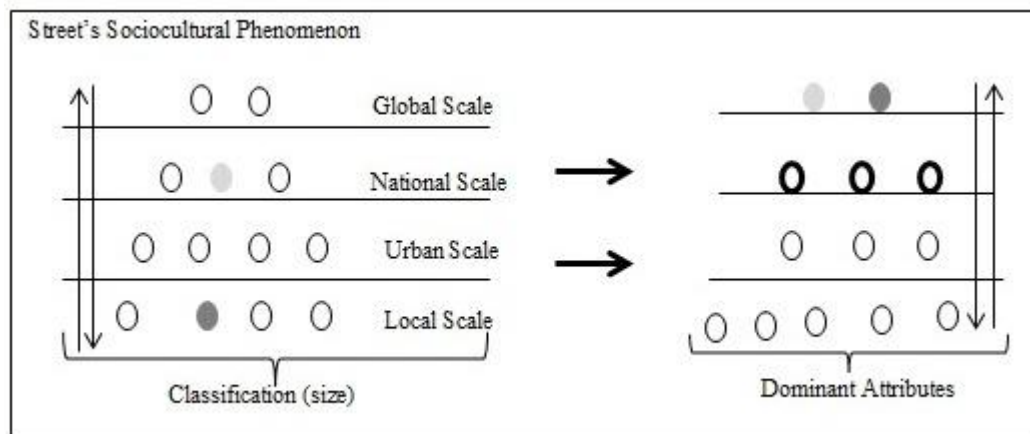 Street's Sociocultural Phenomenon
Global Scale
National Scale
Urban Scale
Local Scale
Classification (size)
Dominant Attributes